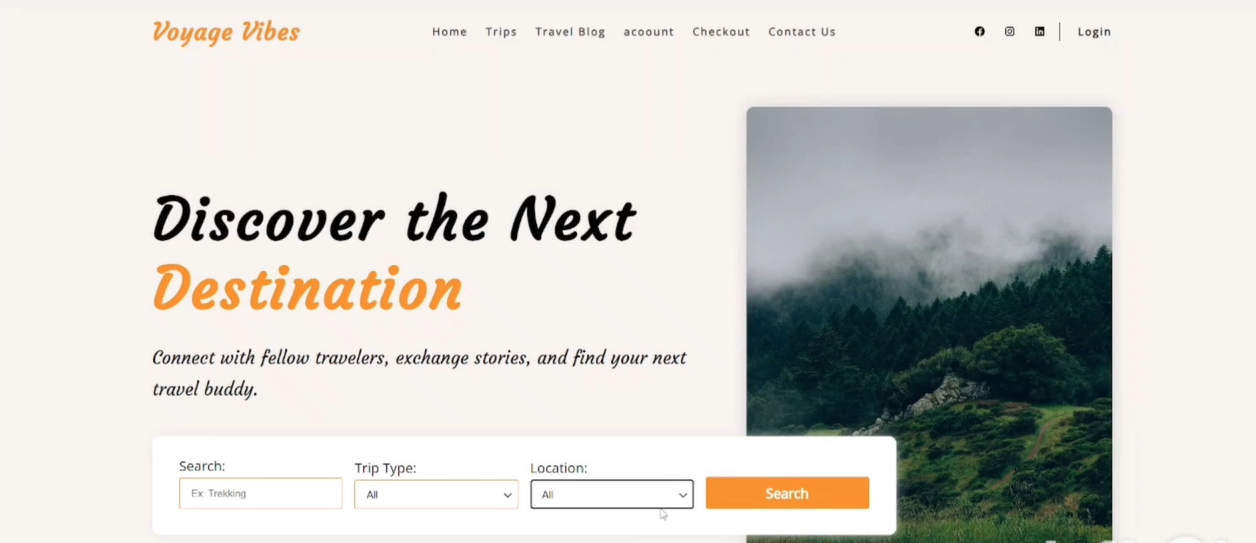 Voyage Vibes
Home Trips Travel Blog acoount Checkout Contact Us
Login
Discover the Next
Destination
Connect with fellow travelers, exchange stories, and find your next
travel buddy.
Search: Trip Type: Location:
Ex: Trekking All All Search